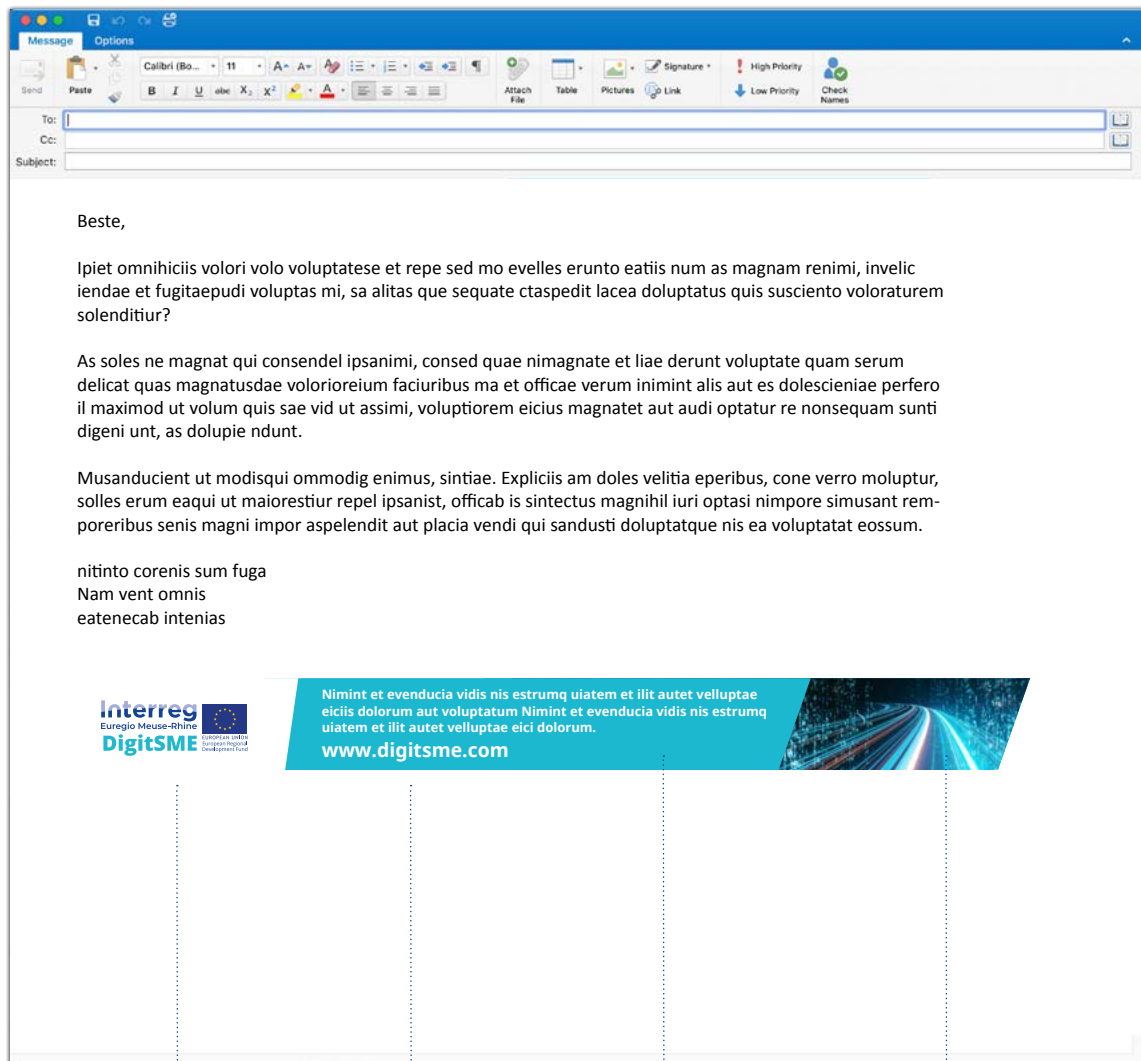 Message Options
Send
Paste
Calibri (Bo... 11 A A
B I U abc X₂ X² A
Attach File
Table
Pictures
Signature
Link
High Priority
Low Priority
Check Names
To:
Cc:
Subject:
Beste,
Ipiet omnihiciis volori volo voluptatese et repe sed mo evelles erunto eatiis num as magnam renimi, invelic
iendae et fugitaepudi voluptas mi, sa alitas que sequate ctaspedit lacea doluptatus quis susciento voloraturem
solenditiur?
As soles ne magnat qui consendel ipsanimi, consed quae nimagnate et liae derunt voluptate quam serum
delicat quas magnatusdae volorioreium faciuribus ma et officae verum inimint alis aut es dolescieniae perfero
il maximod ut volum quis sae vid ut assimi, voluptiorem eicius magnatet aut audi optatur re nonsequam sunti
digeni unt, as dolupie ndunt.
Musanducient ut modisqui ommodig enimus, sintiae. Expliciis am doles velitia eperibus, cone verro moluptur,
solles erum eaqui ut maiorestiur repel ipsanist, officab is sintectus magnihil iuri optasi nimpore simusant rem-
poreribus senis magni impor aspelendit aut placia vendi qui sandusti doluptatque nis ea voluptatat eossum.
nitinto corenis sum fuga
Nam vent omnis
eatenecab intenias
Interreg
Euregio Meuse-Rhine
DigitSME
EUROPEAN UNION
European Regional
Development Fund
Nimint et evenducia vidis nis estrumq uiatem et ilit autet velluptae
eiciis dolorum aut voluptatum Nimint et evenducia vidis nis estrumq
uiatem et ilit autet velluptae eici dolorum.
www.digitsme.com